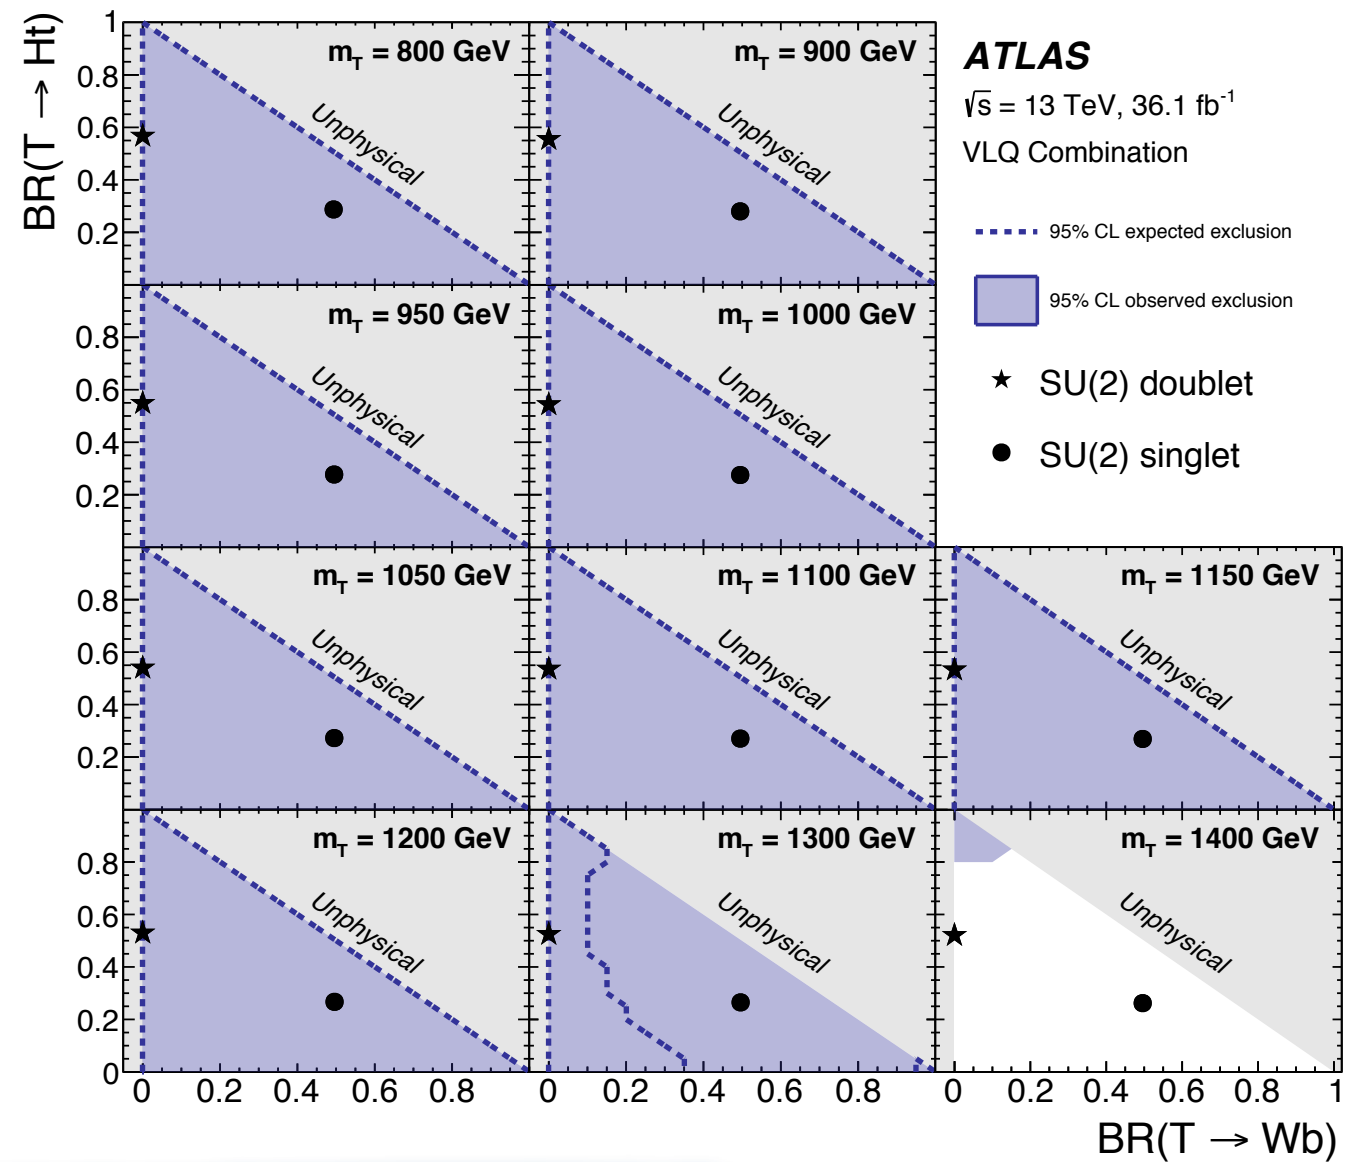 BR(T → Ht)
1
0.8
0.6
0.4
0.2
m_T = 800 GeV
Unphysical
m_T = 900 GeV
Unphysical
ATLAS
√s = 13 TeV, 36.1 fb⁻¹
VLQ Combination
95% CL expected exclusion
95% CL observed exclusion
★ SU(2) doublet
● SU(2) singlet
0.8
0.6
0.4
0.2
m_T = 950 GeV
Unphysical
m_T = 1000 GeV
Unphysical
0.8
0.6
0.4
0.2
m_T = 1050 GeV
Unphysical
m_T = 1100 GeV
Unphysical
m_T = 1150 GeV
Unphysical
0.8
0.6
0.4
0.2
0
m_T = 1200 GeV
Unphysical
m_T = 1300 GeV
Unphysical
m_T = 1400 GeV
Unphysical
0 0.2 0.4 0.6 0.8 0 0.2 0.4 0.6 0.8 0 0.2 0.4 0.6 0.8 1
BR(T → Wb)